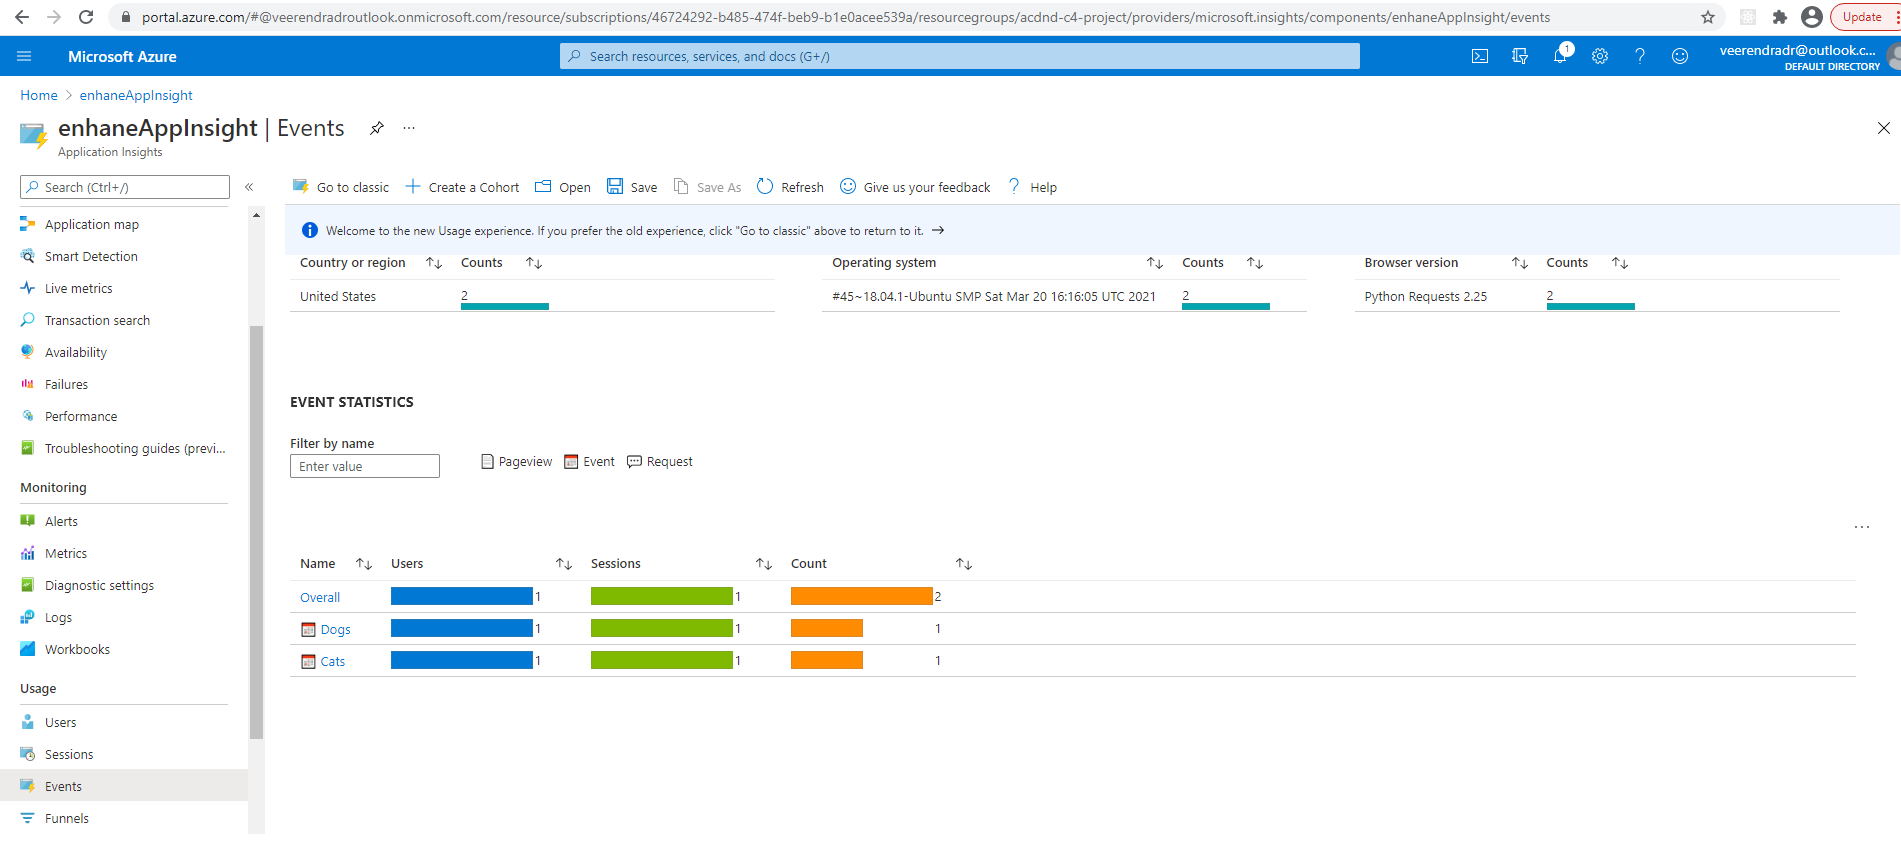 portal.azure.com/#@veerendradroutlook.onmicrosoft.com/resource/subscriptions/46724292-b485-474f-beb9-b1e0acee539a/resourcegroups/acdnd-c4-project/providers/microsoft.insights/components/enhaneAppInsight/events
Update
Microsoft Azure
Search resources, services, and docs (G+/)
1
veerendradr@outlook.c...
DEFAULT DIRECTORY
Home > enhaneAppInsight
enhaneAppInsight | Events
Application Insights
Search (Ctrl+/)
Go to classic
Create a Cohort
Open
Save
Save As
Refresh
Give us your feedback
Help
Welcome to the new Usage experience. If you prefer the old experience, click "Go to classic" above to return to it.
Application map
Smart Detection
Live metrics
Transaction search
Availability
Failures
Performance
Troubleshooting guides (previ...
Monitoring
Alerts
Metrics
Diagnostic settings
Logs
Workbooks
Usage
Users
Sessions
Events
Funnels
Country or region Counts
United States 2
Operating system Counts
#45~18.04.1-Ubuntu SMP Sat Mar 20 16:16:05 UTC 2021 2
Browser version Counts
Python Requests 2.25 2
EVENT STATISTICS
Filter by name
Enter value
Pageview Event Request
Name Users Sessions Count
Overall 1 1 2
Dogs 1 1 1
Cats 1 1 1